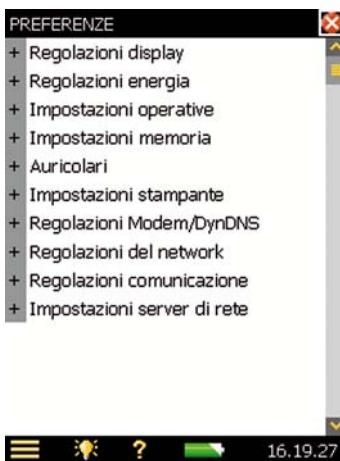 PREFERENZE
+ Regolazioni display
+ Regolazioni energia
+ Impostazioni operative
+ Impostazioni memoria
+ Auricolari
+ Impostazioni stampante
+ Regolazioni Modem/DynDNS
+ Regolazioni del network
+ Regolazioni comunicazione
+ Impostazioni server di rete
? 16.19.27